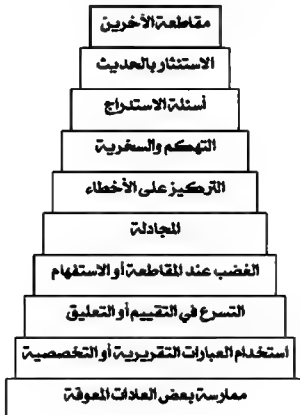 مقاطعة الآخرين
الاستئثار بالحديث
أسئلة الاستدراج
التهكم والسخرية
التركيز على الأخطاء
المجادلة
الغضب عند المقاطعة أو الاستفهام
التسرع في التقييم أو التعليق
استخدام العبارات التقريرية أو التخصصية
ممارسة بعض العادات المعوقة